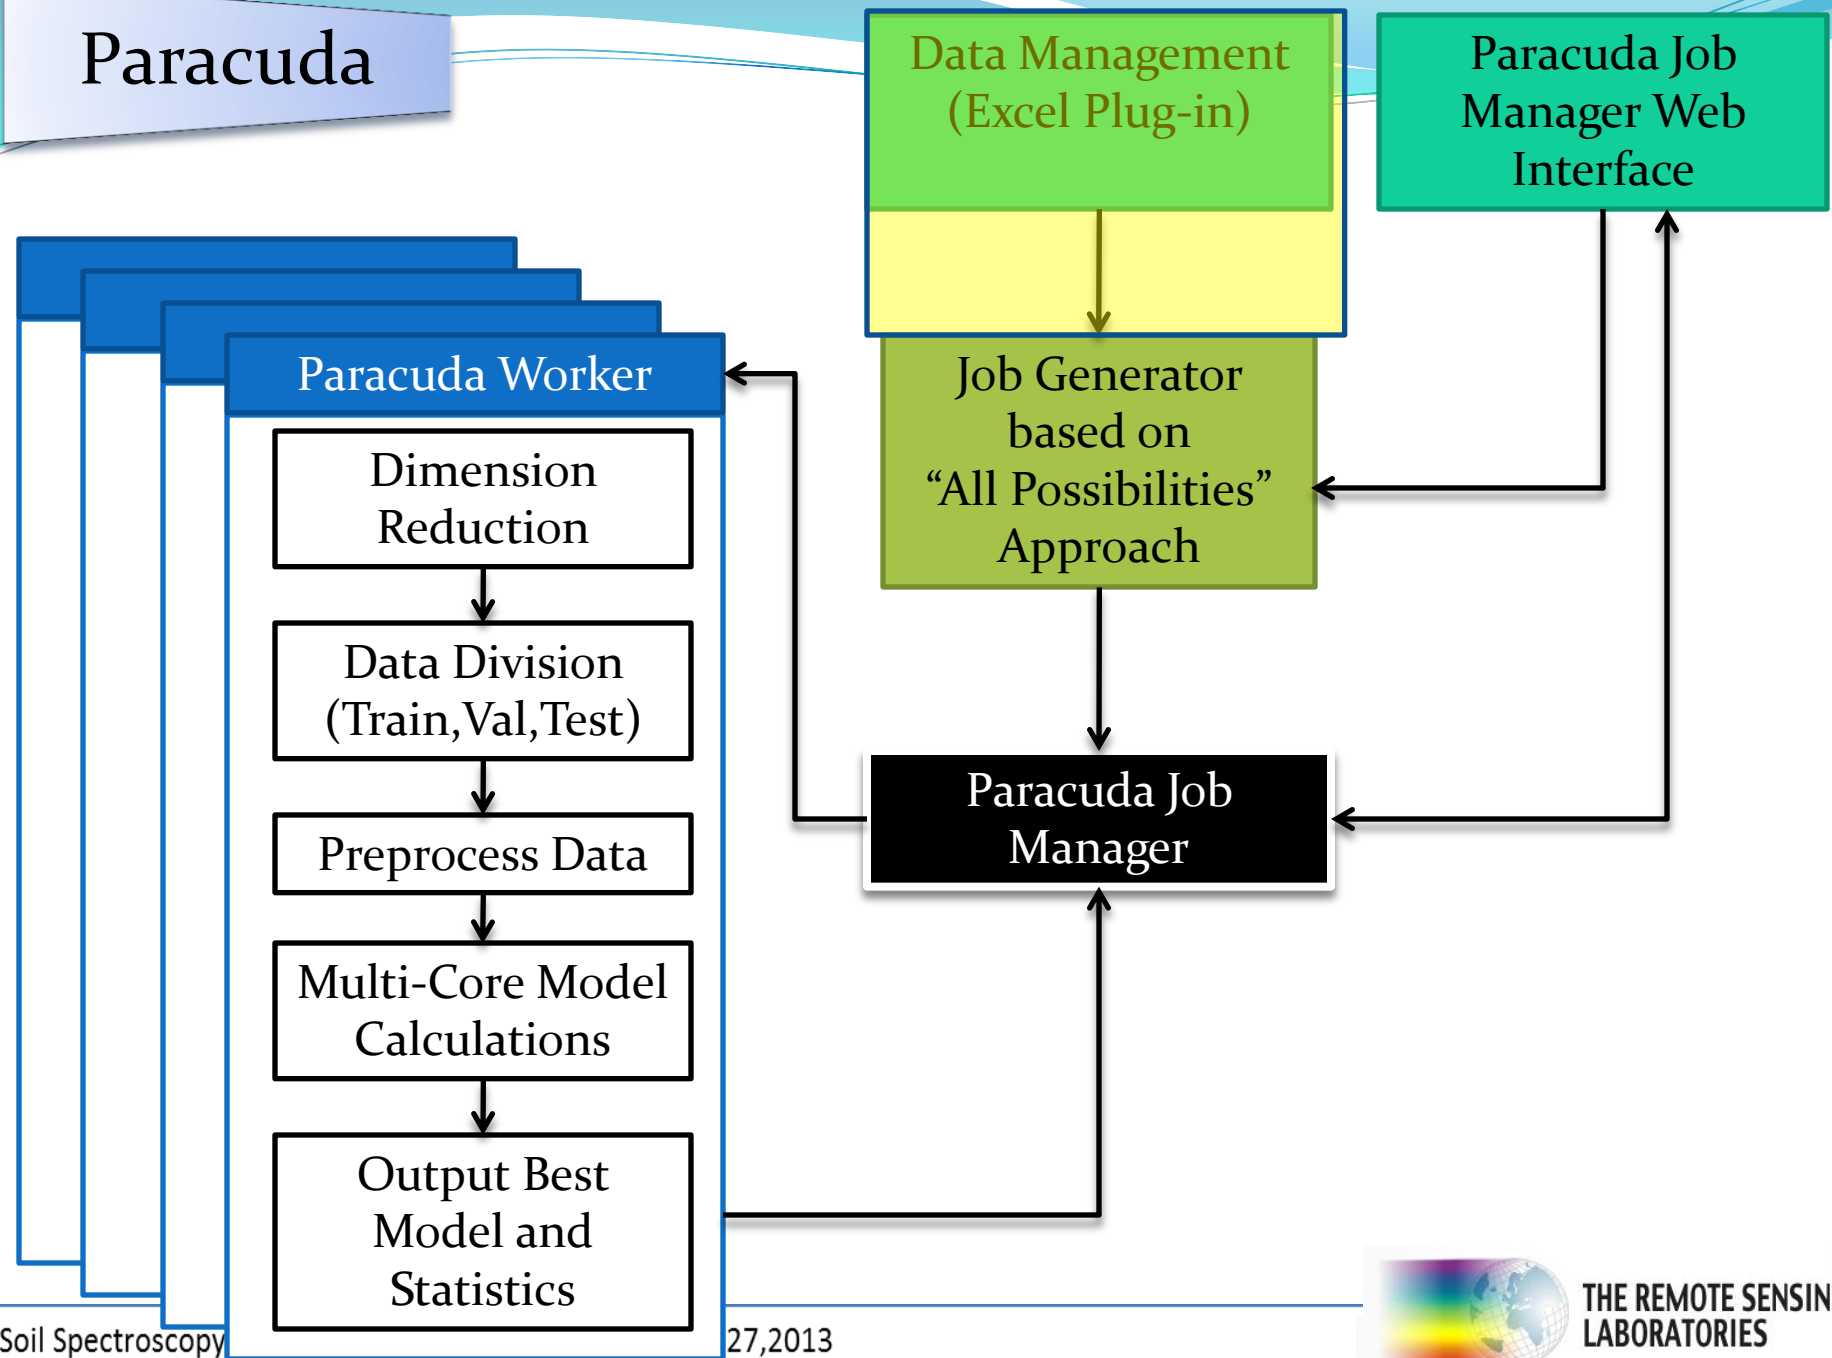 Paracuda
Data Management
(Excel Plug-in)
Paracuda Job
Manager Web
Interface
Paracuda Worker
Dimension
Reduction
Data Division
(Train,Val,Test)
Preprocess Data
Multi-Core Model
Calculations
Output Best
Model and
Statistics
Job Generator
based on
“All Possibilities”
Approach
Paracuda Job
Manager
Soil Spectroscopy
27,2013
THE REMOTE SENSIN
LABORATORIES